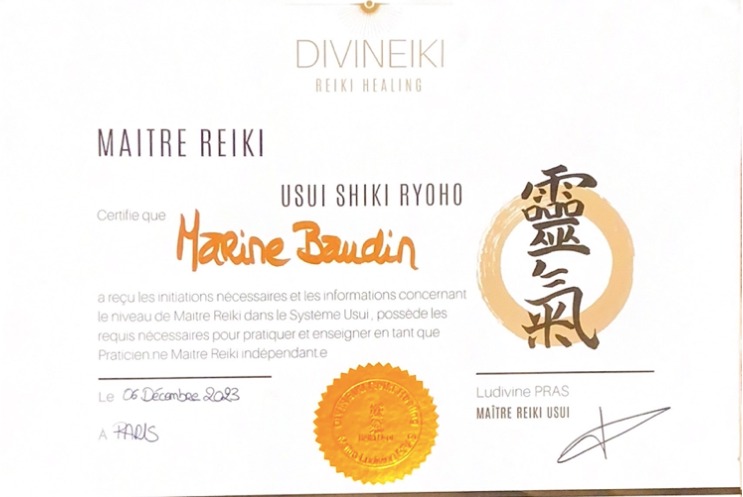 DIVINEIKI
REIKI HEALING
MAITRE REIKI
USUI SHIKI RYOHO
Certifie que
Marine Baudin
a reçu les initiations nécessaires et les informations concernant
le niveau de Maitre Reiki dans le Système Usui , possède les
requis nécessaires pour pratiquer et enseigner en tant que
Praticien.ne Maitre Reiki indépendant.e
Le 06 Décembre 2023
A PARIS
Ludivine PRAS
MAÎTRE REIKI USUI
靈氣